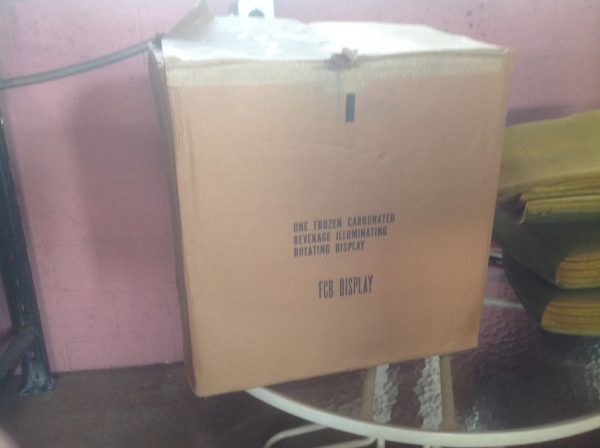 ONE FROZEN CARBONATED
BEVERAGE ILLUMINATING
ROTATING DISPLAY
FCB DISPLAY